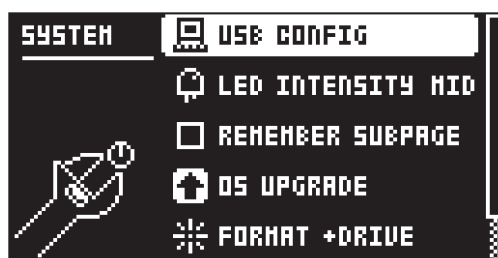 SYSTEM
USB CONFIG
LED INTENSITY MID
REMEMBER SUBPAGE
OS UPGRADE
FORMAT +DRIVE